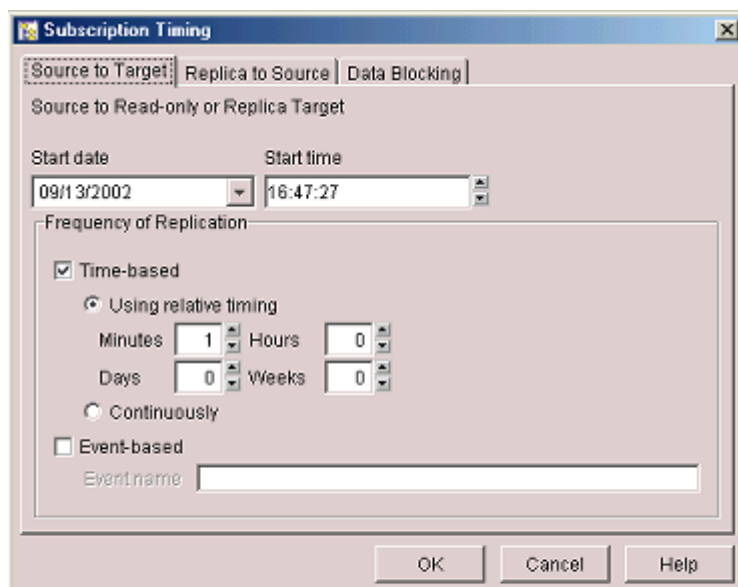 Subscription Timing
Source to Target Replica to Source Data Blocking
Source to Read-only or Replica Target
Start date Start time
09/13/2002 16:47:27
Frequency of Replication
Time-based
Using relative timing
Minutes 1 Hours 0
Days 0 Weeks 0
Continuously
Event-based
Event name
OK Cancel Help